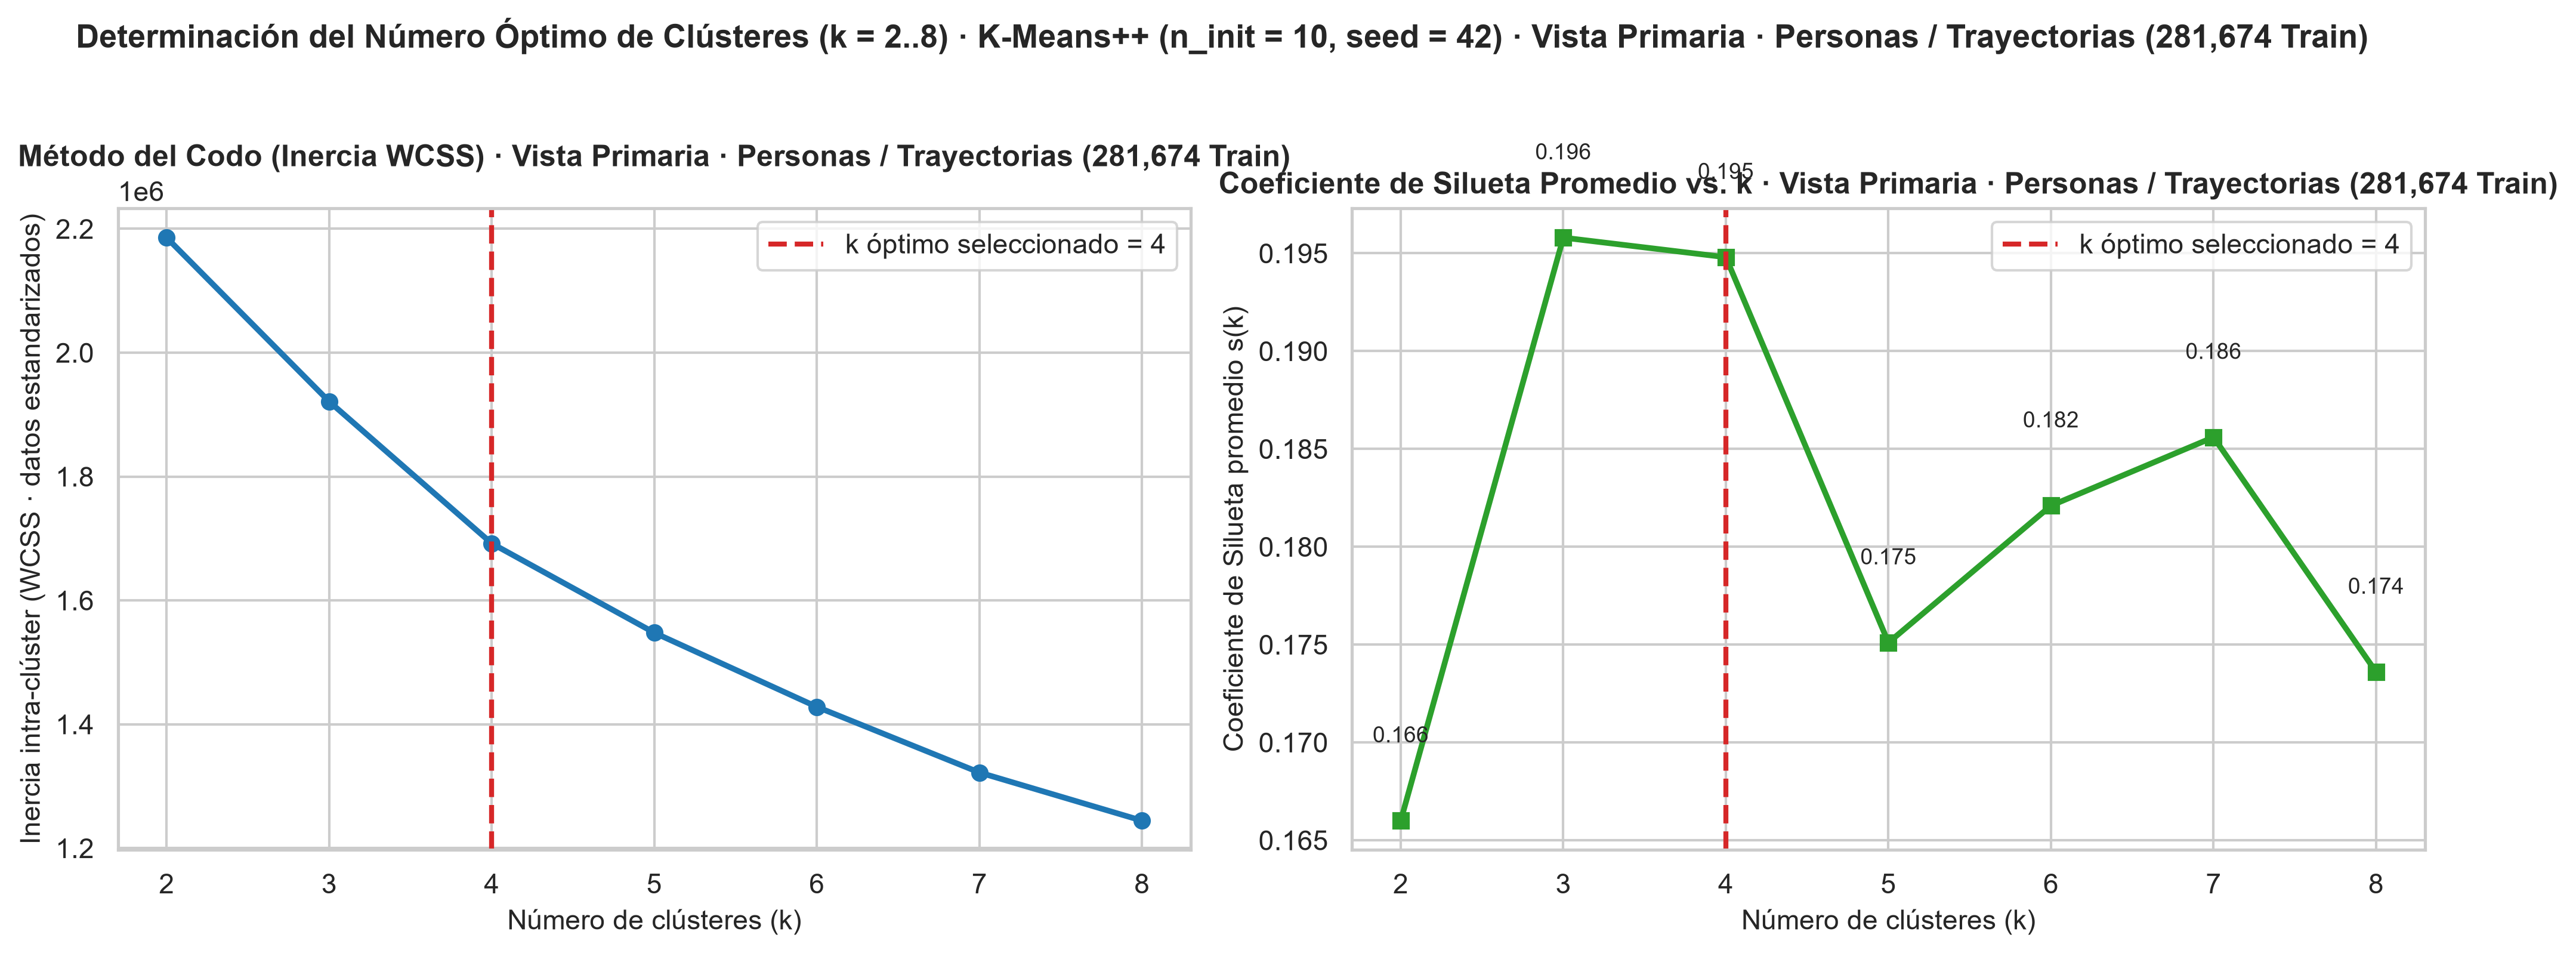 Determinación del Número Óptimo de Clústeres (k = 2..8) · K-Means++ (n_init = 10, seed = 42) · Vista Primaria · Personas / Trayectorias (281,674 Train)
Método del Codo (Inercia WCSS) · Vista Primaria · Personas / Trayectorias (281,674 Train)
1e6
Inercia intra-clúster (WCSS · datos estandarizados)
2.2
2.0
1.8
1.6
1.4
1.2
k óptimo seleccionado = 4
2 3 4 5 6 7 8
Número de clústeres (k)
Coeficiente de Silueta Promedio vs. k · Vista Primaria · Personas / Trayectorias (281,674 Train)
Coeficiente de Silueta promedio s(k)
0.195
0.190
0.185
0.180
0.175
0.170
0.165
k óptimo seleccionado = 4
0.166
0.196
0.195
0.175
0.182
0.186
0.174
2 3 4 5 6 7 8
Número de clústeres (k)